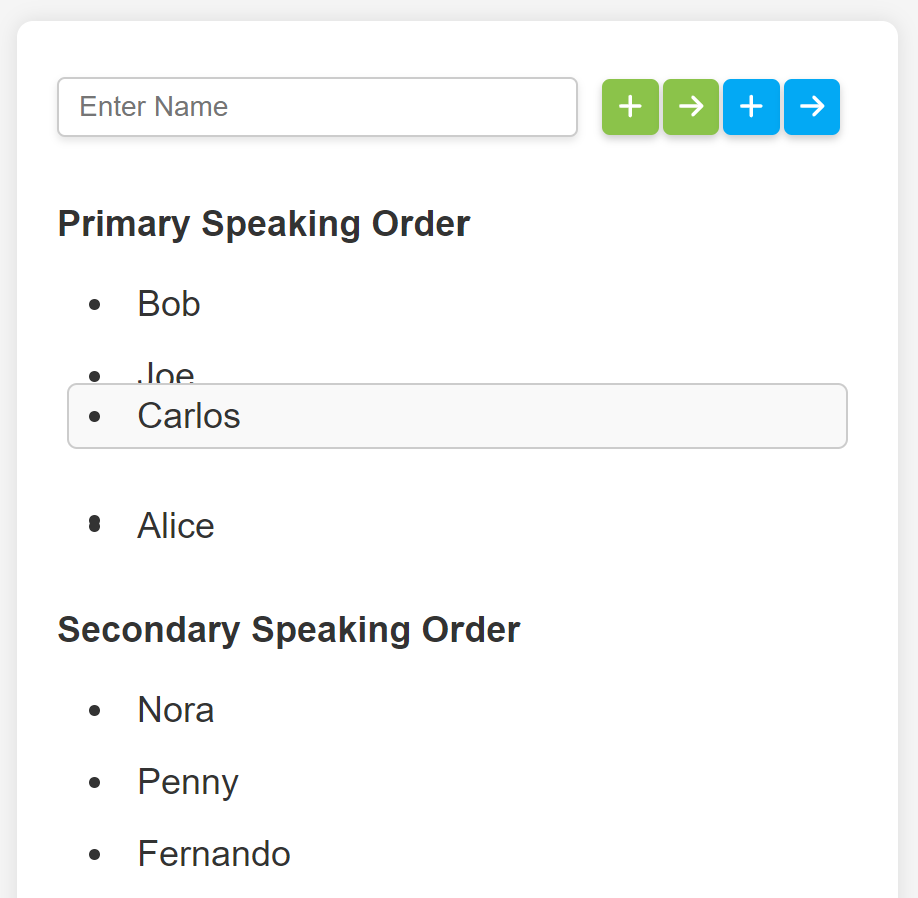 Enter Name
Primary Speaking Order
Bob
Joe
Carlos
Alice
Secondary Speaking Order
Nora
Penny
Fernando